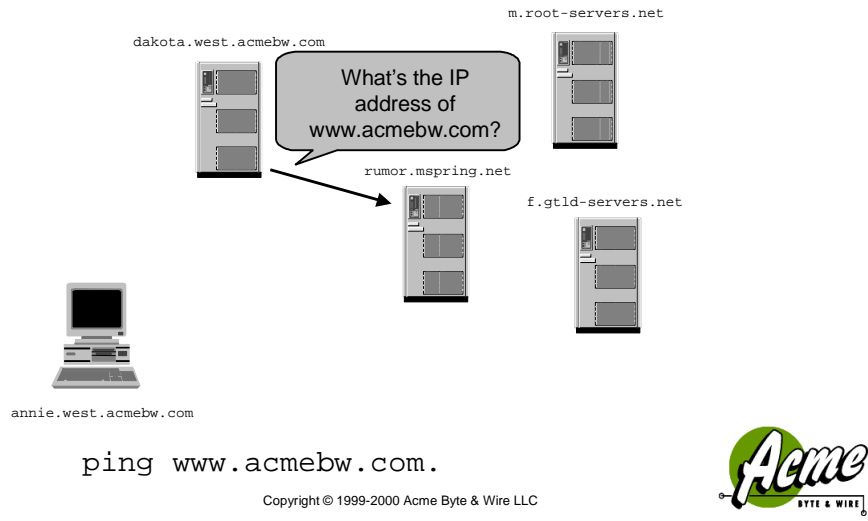 m.root-servers.net
dakota.west.acmebw.com
What's the IP
address of
www.acmebw.com?
rumor.mspring.net
f.gtld-servers.net
annie.west.acmebw.com
ping www.acmebw.com.
Copyright © 1999-2000 Acme Byte & Wire LLC
Acme
BYTE & WIRE